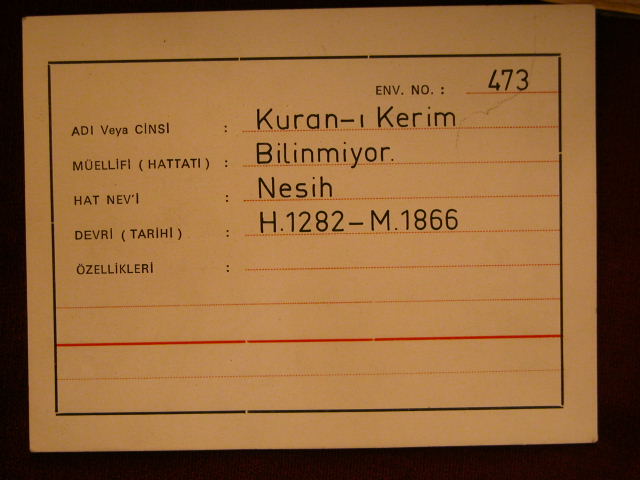 ENV. NO. : 473
ADI Veya CİNSİ : Kuran-ı Kerim
MÜELLİFİ ( HATTATI ) : Bilinmiyor.
HAT NEV'İ : Nesih
DEVRİ ( TARİHİ ) : H.1282-M.1866
ÖZELLİKLERİ :